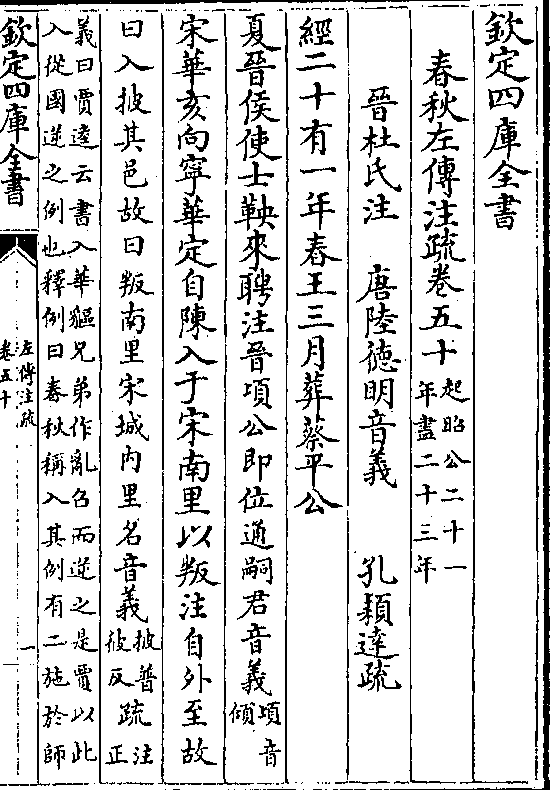 欽定四庫全書
春秋左傳注疏卷五十
起昭公二十一
年盡二十三年
晉杜氏注　唐陸德明音義　孔穎達疏
經二十有一年春王三月葬蔡平公
夏晉侯使士鞅來聘注晉頃公即位通嗣君音義
頃音
傾
宋華亥向寧華定自陳入于宋南里以叛注自外至故
曰入披其邑故曰叛南里宋城内里名音義
披普
彼反
疏
注
正
義曰賈逵云書入華貙兄弟作亂召而逆之是賈以此
入從國逆之例也釋例曰春秋稱入其例有二施於師
欽定四庫全書
左傳注疏
卷五十
一